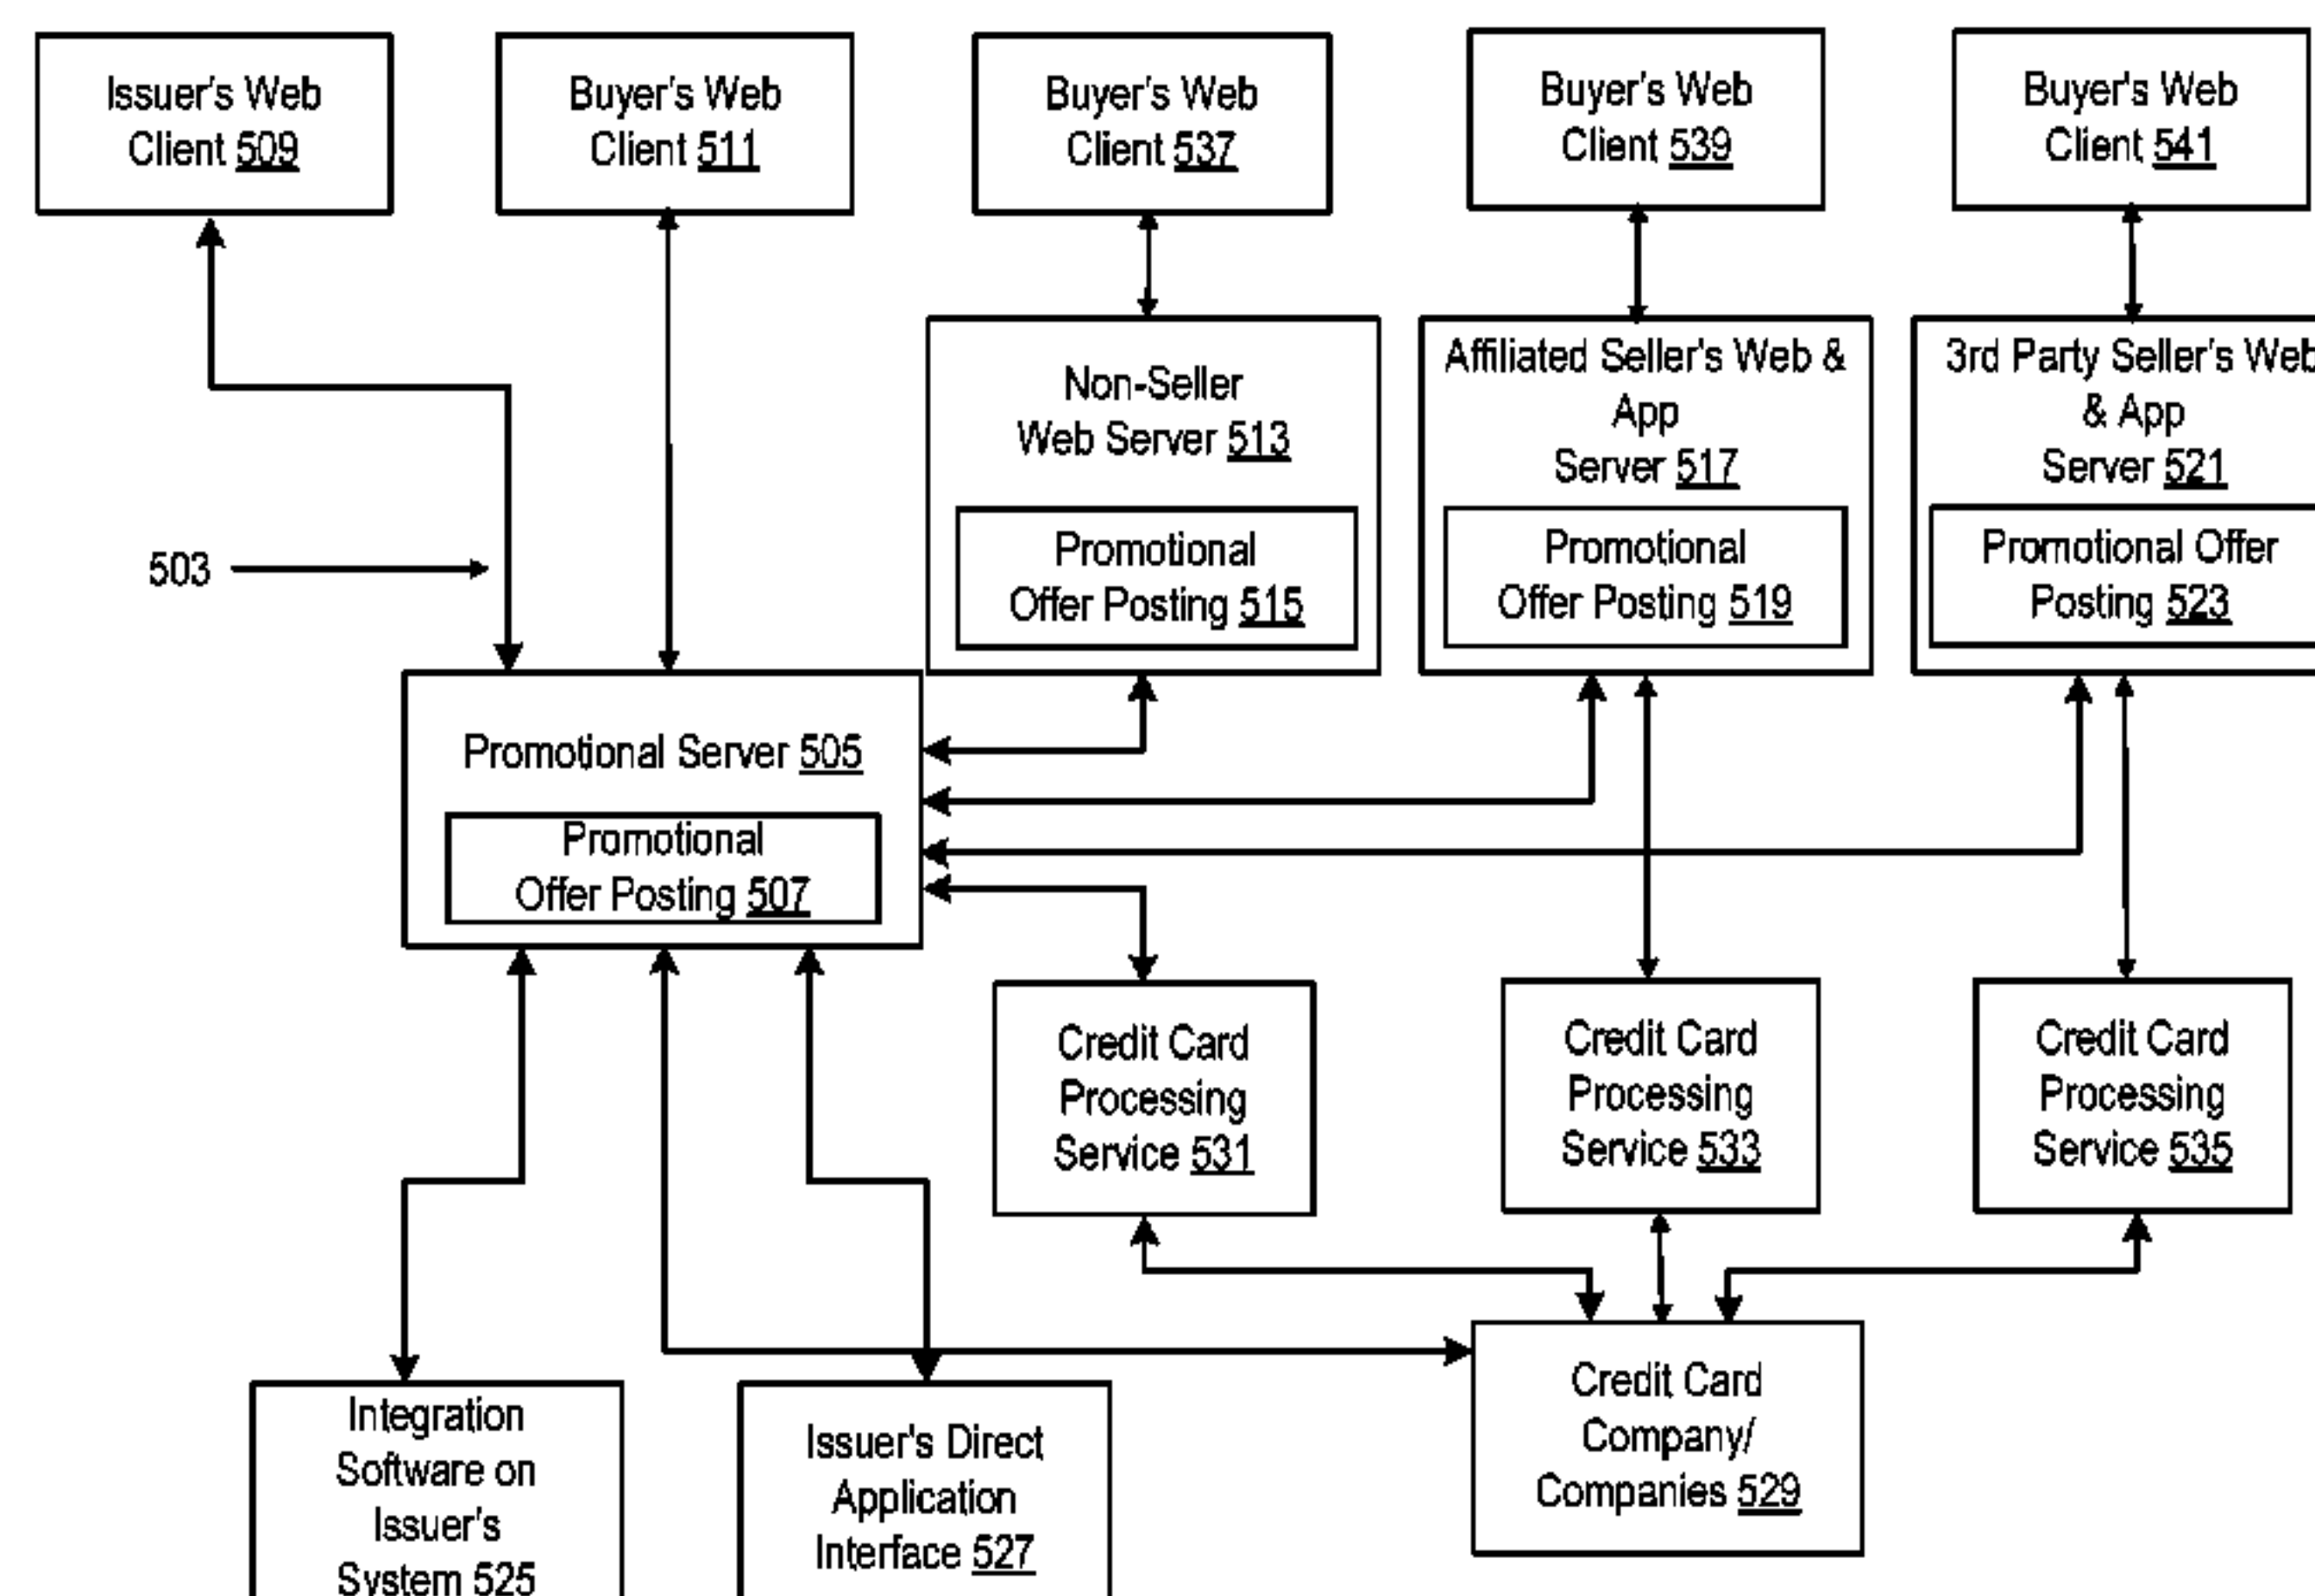 Issuer's Web
Client 509
Buyer's Web
Client 511
Buyer's Web
Client 537
Buyer's Web
Client 539
Buyer's Web
Client 541
Non-Seller
Web Server 513
Promotional
Offer Posting 515
Affiliated Seller's Web &
App
Server 517
Promotional
Offer Posting 519
3rd Party Seller's Web
& App
Server 521
Promotional Offer
Posting 523
503
Promotional Server 505
Promotional
Offer Posting 507
Credit Card
Processing
Service 531
Credit Card
Processing
Service 533
Credit Card
Processing
Service 535
Integration
Software on
Issuer's
System 525
Issuer's Direct
Application
Interface 527
Credit Card
Company/
Companies 529